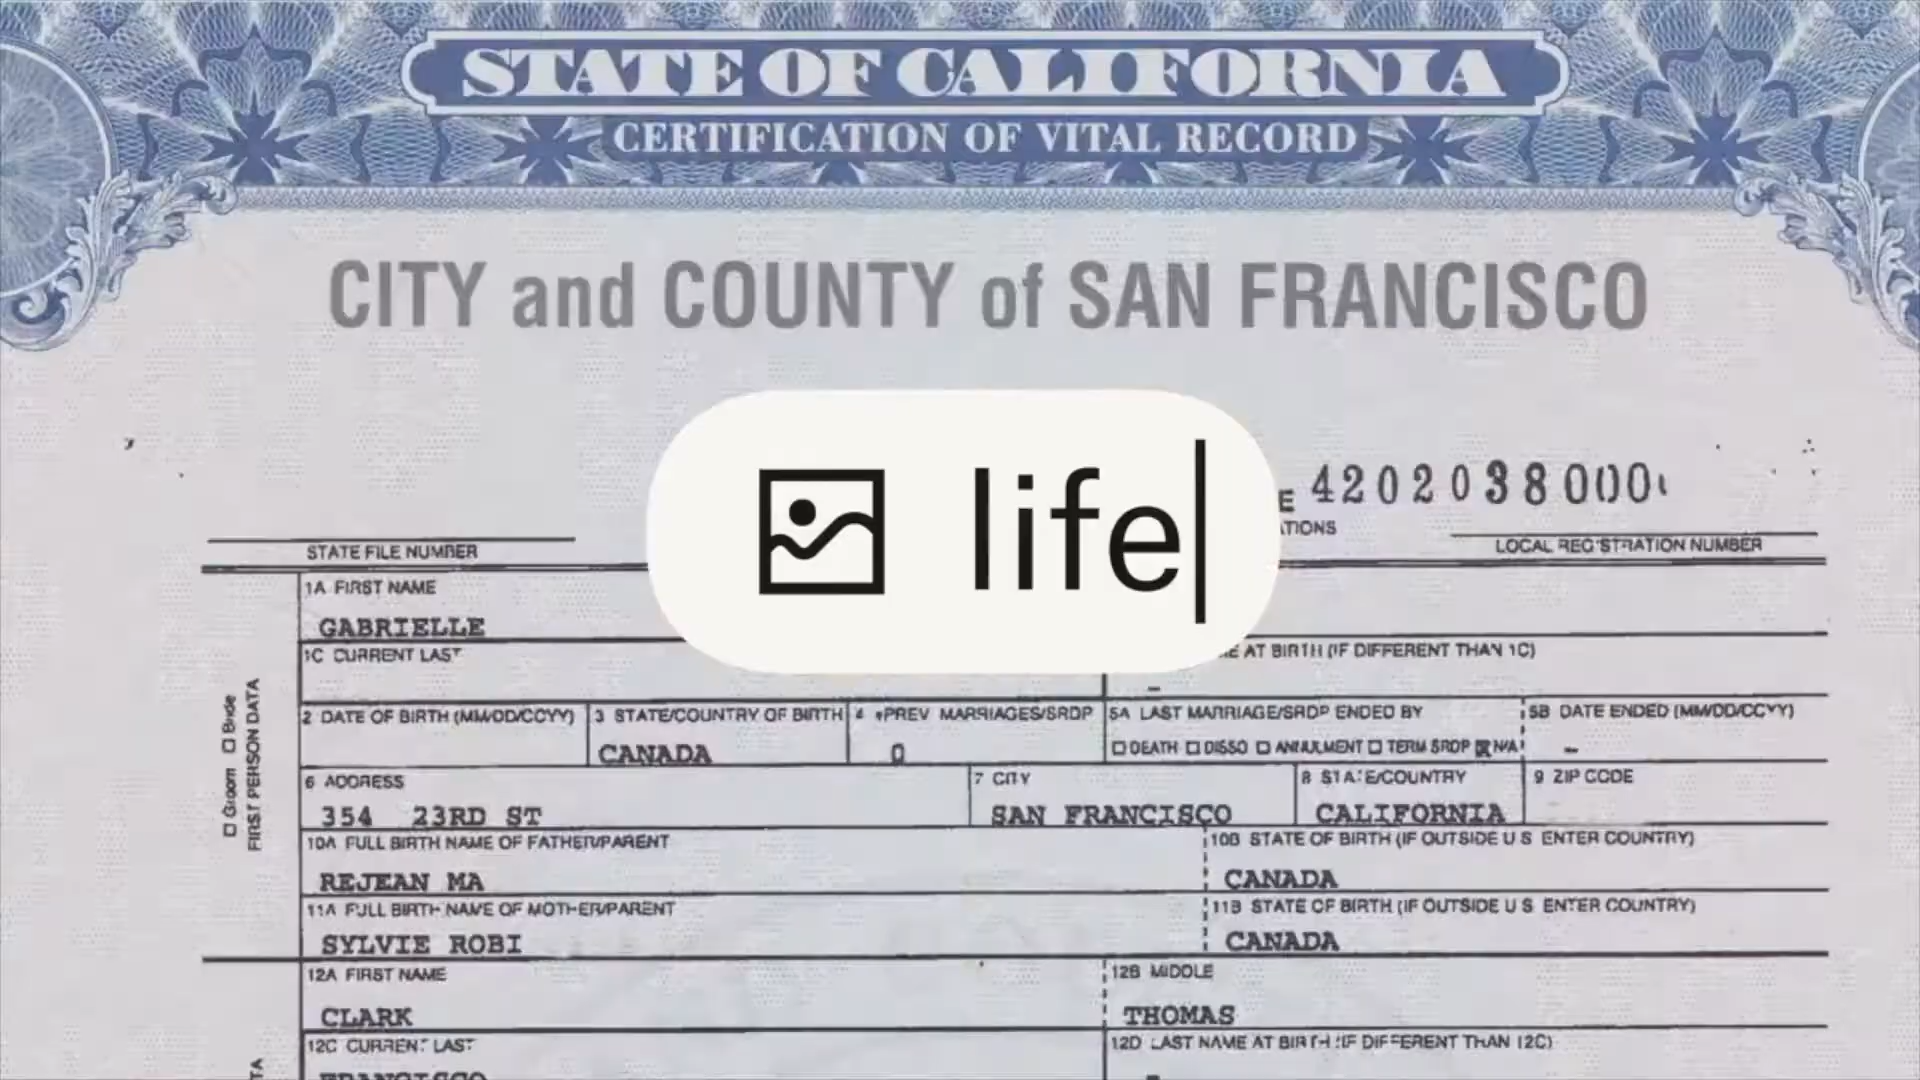 STATE OF CALIFORNIA
CERTIFICATION OF VITAL RECORD
CITY and COUNTY of SAN FRANCISCO
life
4202038000
STATE FILE NUMBER
LOCAL REGISTRATION NUMBER
1A FIRST NAME
GABRIELLE
1C CURRENT LAST
AT BIRTH (IF DIFFERENT THAN 1C)
-
2 DATE OF BIRTH (MM/DD/CCYY) 3 STATE/COUNTRY OF BIRTH 4 #PREV MARRIAGES/SRDP 5A LAST MARRIAGE/SRDP ENDED BY 5B DATE ENDED (MM/DD/CCYY)
CANADA 0 DEATH DISSO ANNULMENT TERM SRDP N/A -
6 ADDRESS 7 CITY 8 STATE/COUNTRY 9 ZIP CODE
354 23RD ST SAN FRANCISCO CALIFORNIA
10A FULL BIRTH NAME OF FATHER/PARENT 10B STATE OF BIRTH (IF OUTSIDE U S ENTER COUNTRY)
REJEAN MA CANADA
11A FULL BIRTH NAME OF MOTHER/PARENT 11B STATE OF BIRTH (IF OUTSIDE U S ENTER COUNTRY)
SYLVIE ROBI CANADA
12A FIRST NAME 12B MIDDLE
CLARK THOMAS
12C CURRENT LAST 12D LAST NAME AT BIRTH (IF DIFFERENT THAN 12C)
FRANCISCO -
Groom Bride
FIRST PERSON DATA